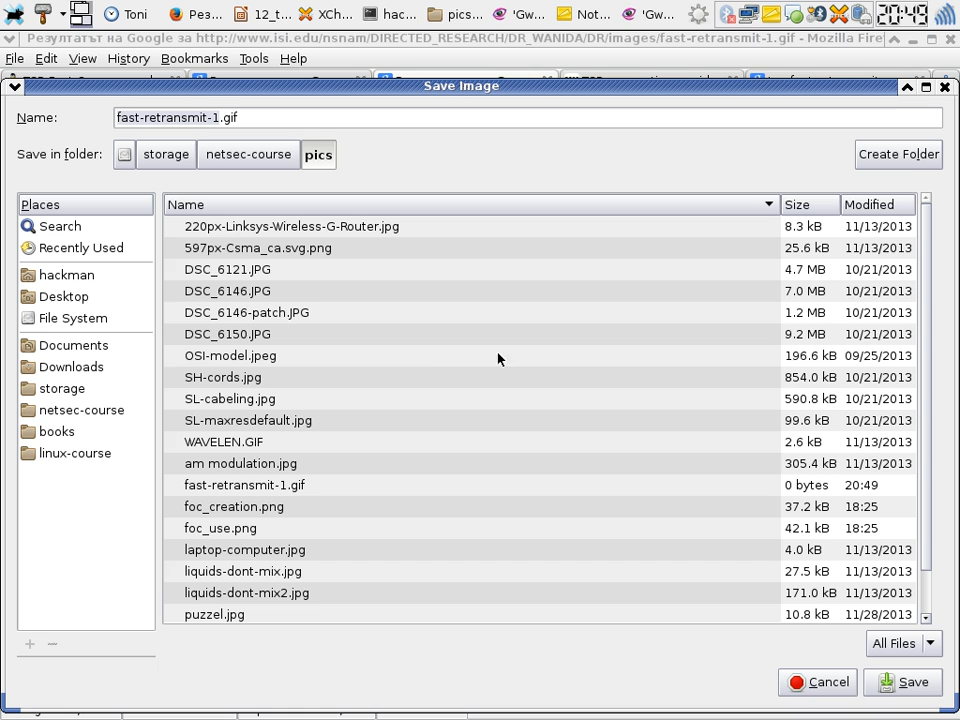 Toni Рез... 12_t... XCh... hac... pics... 'Gw... Not... 'Gw... 20:49
Резултатът на Google за http://www.isi.edu/nsnam/DIRECTED_RESEARCH/DR_WANIDA/DR/images/fast-retransmit-1.gif - Mozilla Fire
File Edit View History Bookmarks Tools Help
Save Image
Name: fast-retransmit-1.gif
Save in folder: storage netsec-course pics Create Folder
Places Name Size Modified
Search 220px-Linksys-Wireless-G-Router.jpg 8.3 kB 11/13/2013
Recently Used 597px-Csma_ca.svg.png 25.6 kB 11/13/2013
hackman DSC_6121.JPG 4.7 MB 10/21/2013
Desktop DSC_6146.JPG 7.0 MB 10/21/2013
File System DSC_6146-patch.JPG 1.2 MB 10/21/2013
DSC_6150.JPG 9.2 MB 10/21/2013
Documents OSI-model.jpeg 196.6 kB 09/25/2013
Downloads SH-cords.jpg 854.0 kB 10/21/2013
storage SL-cabeling.jpg 590.8 kB 10/21/2013
netsec-course SL-maxresdefault.jpg 99.6 kB 10/21/2013
books WAVELEN.GIF 2.6 kB 11/13/2013
linux-course am modulation.jpg 305.4 kB 11/13/2013
fast-retransmit-1.gif 0 bytes 20:49
foc_creation.png 37.2 kB 18:25
foc_use.png 42.1 kB 18:25
laptop-computer.jpg 4.0 kB 11/13/2013
liquids-dont-mix.jpg 27.5 kB 11/13/2013
liquids-dont-mix2.jpg 171.0 kB 11/13/2013
puzzel.jpg 10.8 kB 11/28/2013
All Files
Cancel Save